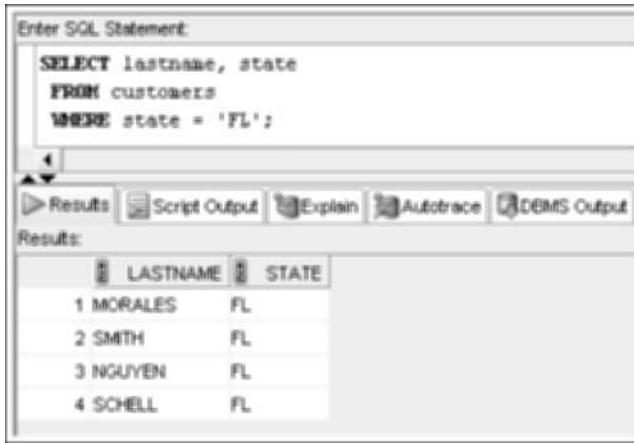 Enter SQL Statement:
SELECT lastname, state
FROM customers
WHERE state = 'FL';
Results Script Output Explain Autotrace DBMS Output
Results:
LASTNAME STATE
1 MORALES FL
2 SMITH FL
3 NGUYEN FL
4 SCHELL FL